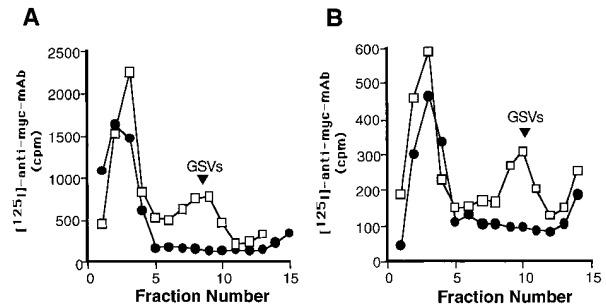 A
[125I]-anti-myc-mAb
(cpm)
2500
2000
1500
1000
500
0
GSVs
0 5 10 15
Fraction Number
B
[125I]-anti-myc-mAb
(cpm)
600
500
400
300
200
100
0
GSVs
0 5 10 15
Fraction Number